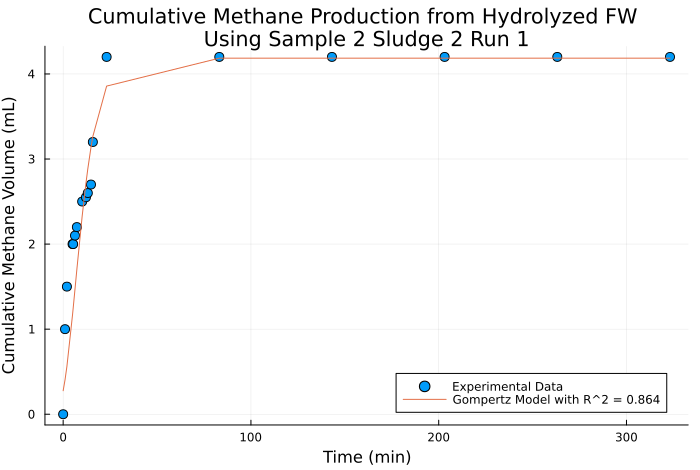 Cumulative Methane Production from Hydrolyzed FW
Using Sample 2 Sludge 2 Run 1
Cumulative Methane Volume (mL)
4
3
2
1
0
0 100 200 300
Time (min)
Experimental Data
Gompertz Model with R^2 = 0.864